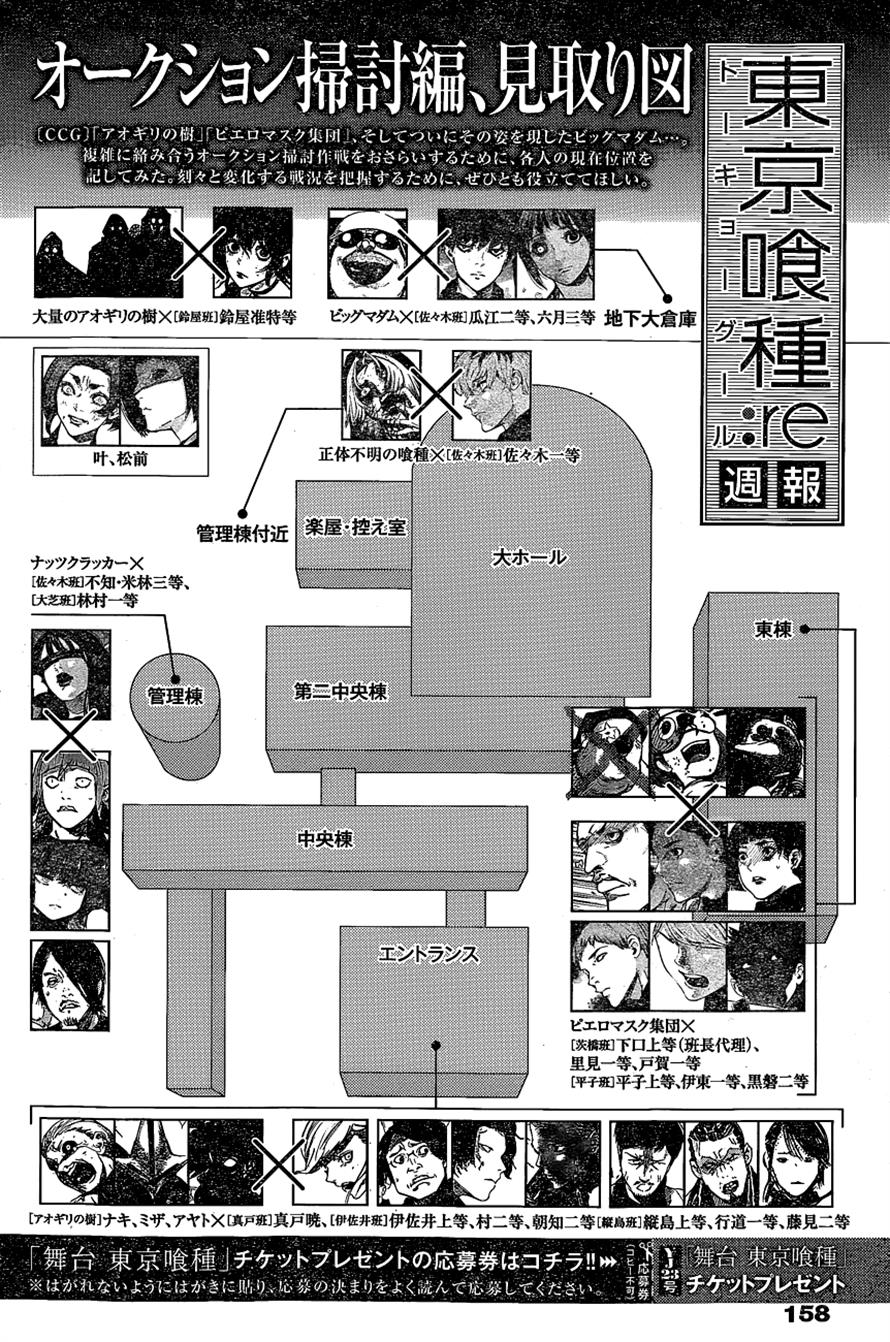 オークション掃討編、見取り図
〔CCG〕「アオギリの樹」「ピエロマスク集団」、そしてついにその姿を現したビッグマダム…。
複雑に絡み合うオークション掃討作戦をおさらいするために、各人の現在位置を
記してみた。刻々と変化する戦況を把握するために、ぜひとも役立ててほしい。
東京喰種:re
トーキョーグール
週報
大量のアオギリの樹×[鈴屋班]鈴屋准特等
ビッグマダム×[佐々木班]瓜江二等、六月三等
地下大倉庫
叶、松前
正体不明の喰種×[佐々木班]佐々木一等
管理棟付近
楽屋・控え室
大ホール
ナッツクラッカー×
[佐々木班]不知・米林三等、
[大芝班]林村一等
東棟
管理棟
第二中央棟
中央棟
エントランス
ピエロマスク集団×
[茨橋班]下口上等(班長代理)、
里見一等、戸賀一等
[平子班]平子上等、伊東一等、黒磐二等
[アオギリの樹]ナキ、ミザ、アヤト×[真戸班]真戸暁、[伊佐井班]伊佐井上等、村二等、朝知二等[縦島班]縦島上等、行道一等、藤見二等
「舞台 東京喰種」チケットプレゼントの応募券はコチラ!!
※はがれないようにはがきに貼り、応募の決まりをよく読んで応募してください。
応募券
(コピー不可)
YJ23号
「舞台 東京喰種」
チケットプレゼント
158